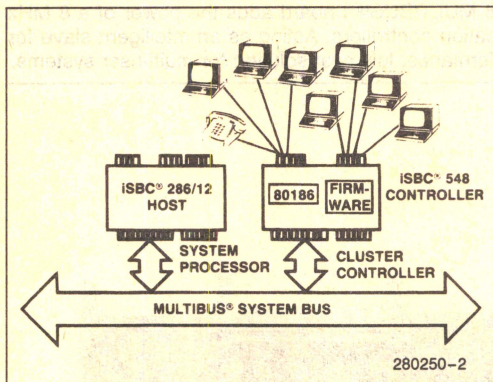 iSBC® 286/12
HOST
80186
FIRM-
WARE
iSBC® 548
CONTROLLER
SYSTEM
PROCESSOR
CLUSTER
CONTROLLER
MULTIBUS® SYSTEM BUS
280250-2